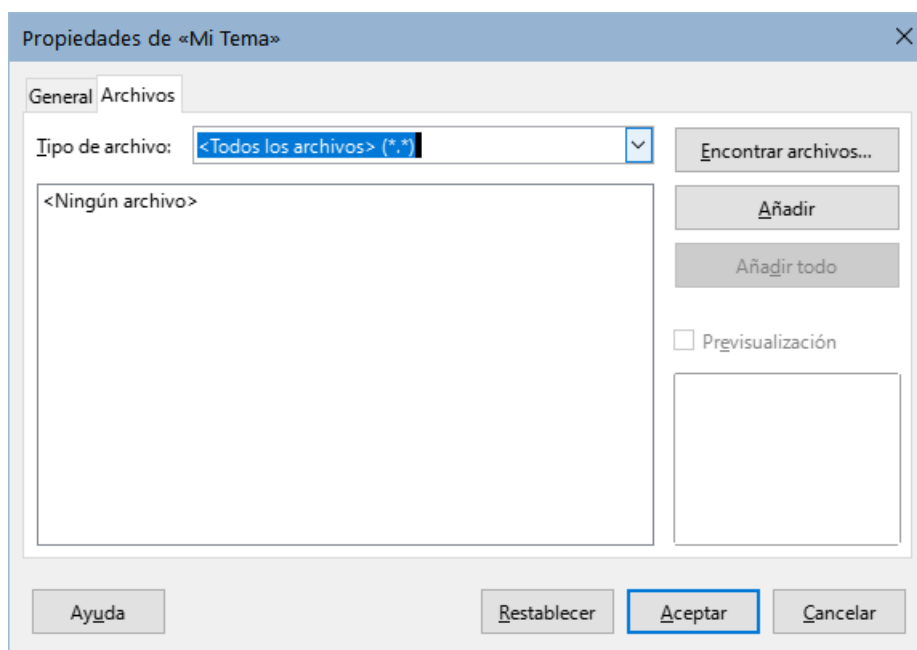 Propiedades de «Mi Tema»
General Archivos
Tipo de archivo: <Todos los archivos> (*.*)
Encontrar archivos...
<Ningún archivo>
Añadir
Añadir todo
Previsualización
Ayuda Restablecer Aceptar Cancelar